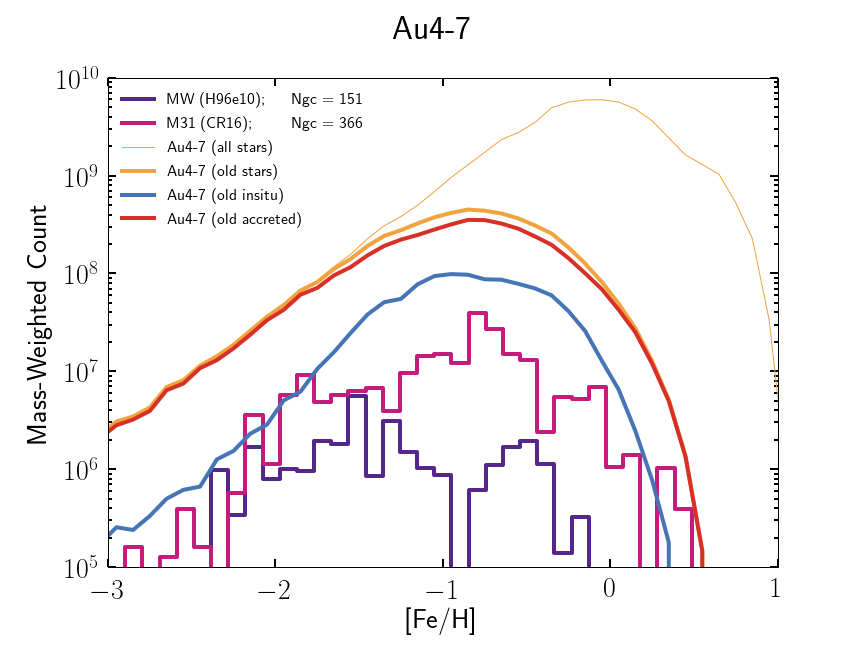 Au4-7
10^10
10^9
10^8
10^7
10^6
10^5
Mass-Weighted Count
MW (H96e10); Ngc = 151
M31 (CR16); Ngc = 366
Au4-7 (all stars)
Au4-7 (old stars)
Au4-7 (old insitu)
Au4-7 (old accreted)
−3 −2 −1 0 1
[Fe/H]